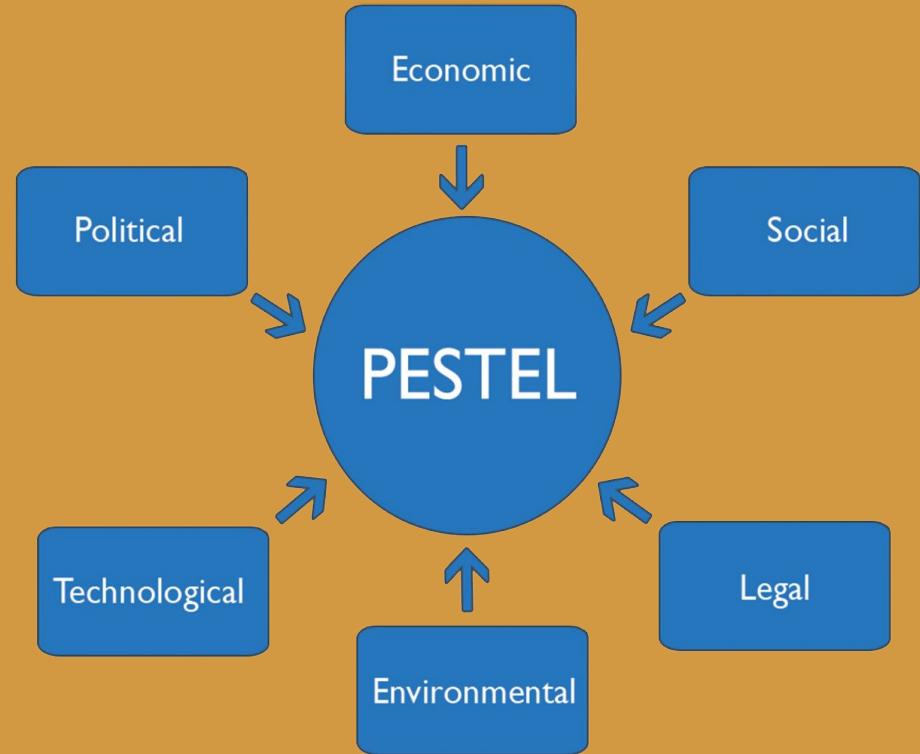 Economic
Political
Social
PESTEL
Technological
Legal
Environmental